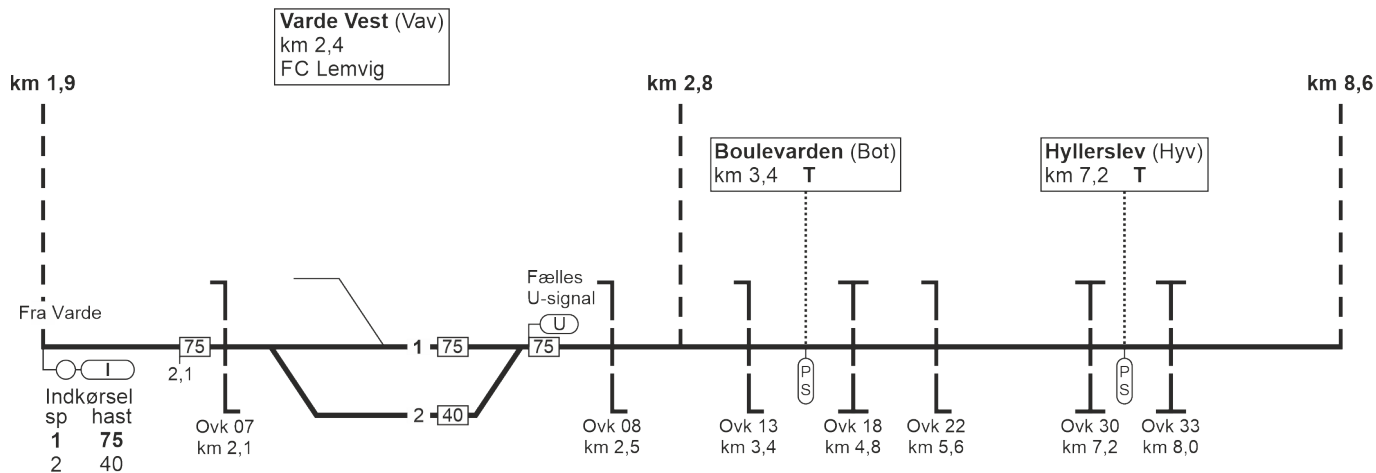 Varde Vest (Vav)
km 2,4
FC Lemvig
km 1,9
km 2,8
km 8,6
Boulevarden (Bot)
km 3,4 T
Hyllerslev (Hyv)
km 7,2 T
Fælles
U-signal
U
Fra Varde
75
1
75
75
2,1
I
P
S
P
S
Indkørsel
sp hast
1 75
2 40
2
40
Ovk 07
km 2,1
Ovk 08
km 2,5
Ovk 13
km 3,4
Ovk 18
km 4,8
Ovk 22
km 5,6
Ovk 30
km 7,2
Ovk 33
km 8,0